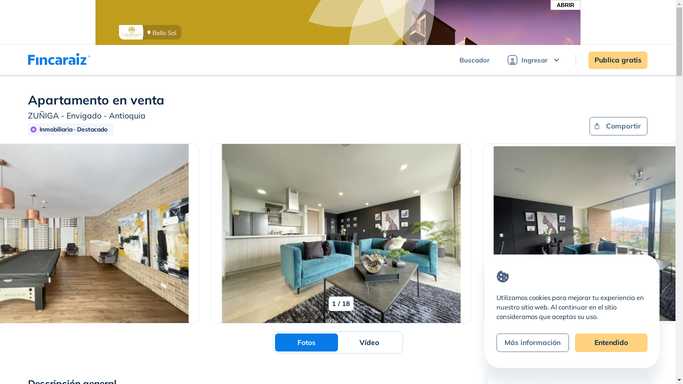 ABRIR
Bello Sol
Fincaraiz
Buscador
Ingresar
Publica gratis
Apartamento en venta
ZUÑIGA - Envigado - Antioquia
Inmobiliaria - Destacado
Compartir
1 / 18
Utilizamos cookies para mejorar tu experiencia en
nuestro sitio web. Al continuar en el sitio
consideramos que aceptas su uso.
Más información
Entendido
Fotos
Video
Descripción general